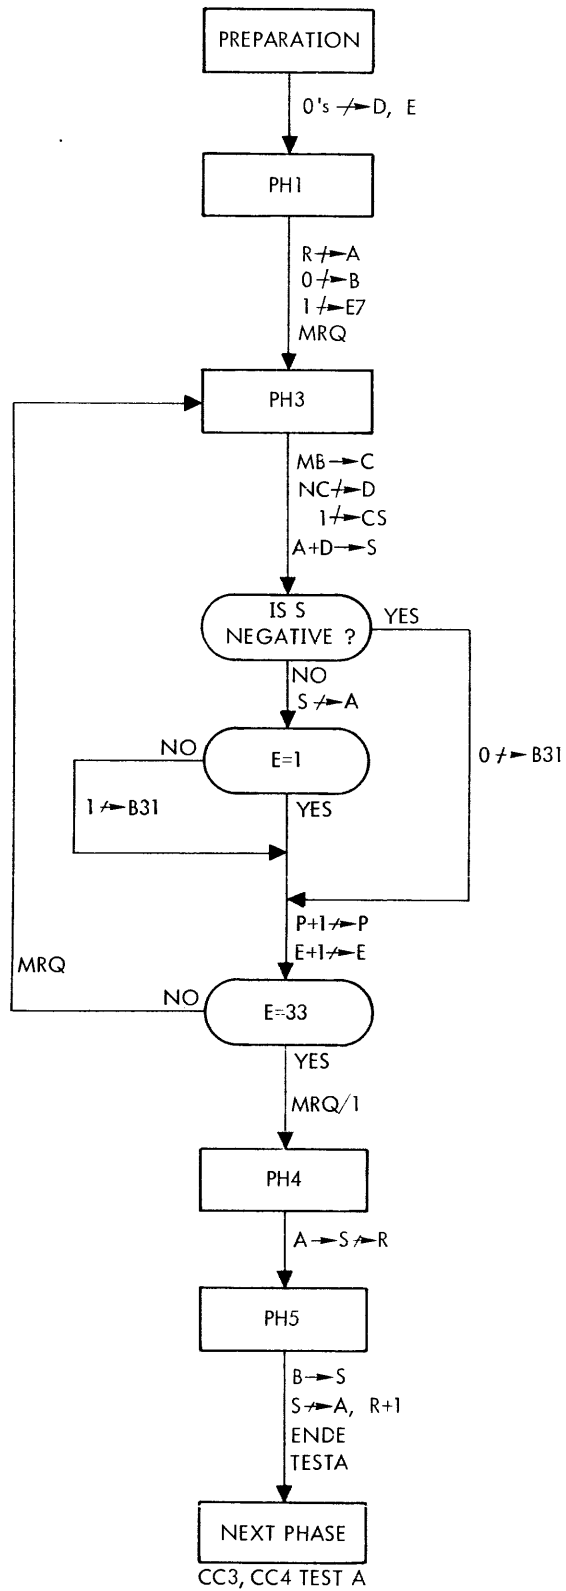 PREPARATION
0's ↛ D, E
PH1
R ↛ A
0 ↛ B
1 ↛ E7
MRQ
PH3
MB → C
NC ↛ D
1 ↛ CS
A+D → S
IS S
NEGATIVE ?
YES
NO
S ↛ A
NO
E=1
0 ↛ B31
1 ↛ B31
YES
P+1 ↛ P
E+1 ↛ E
MRQ
NO
E=33
YES
MRQ/1
PH4
A → S ↛ R
PH5
B → S
S ↛ A, R+1
ENDE
TESTA
NEXT PHASE
CC3, CC4 TEST A